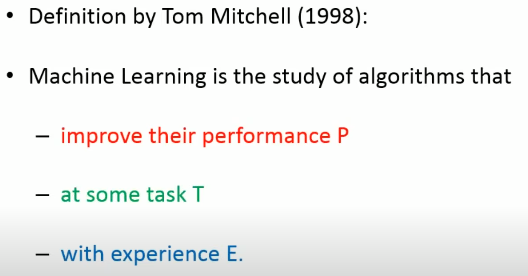 • Definition by Tom Mitchell (1998):
• Machine Learning is the study of algorithms that
– improve their performance P
– at some task T
– with experience E.